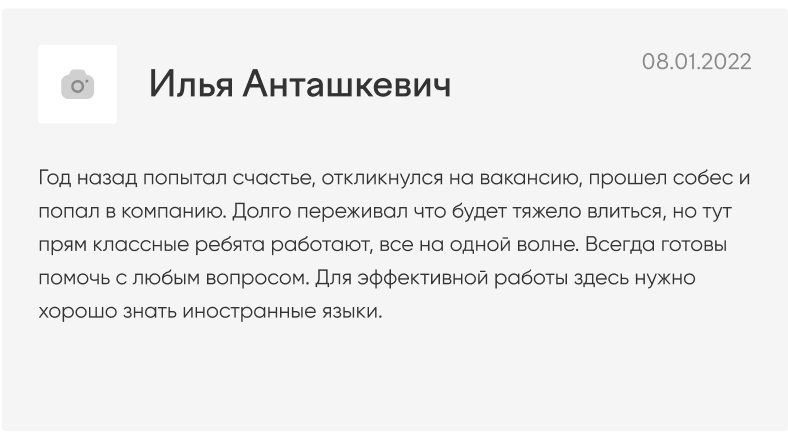 Илья Анташкевич
08.01.2022
Год назад попытал счастье, откликнулся на вакансию, прошел собес и
попал в компанию. Долго переживал что будет тяжело влиться, но тут
прям классные ребята работают, все на одной волне. Всегда готовы
помочь с любым вопросом. Для эффективной работы здесь нужно
хорошо знать иностранные языки.